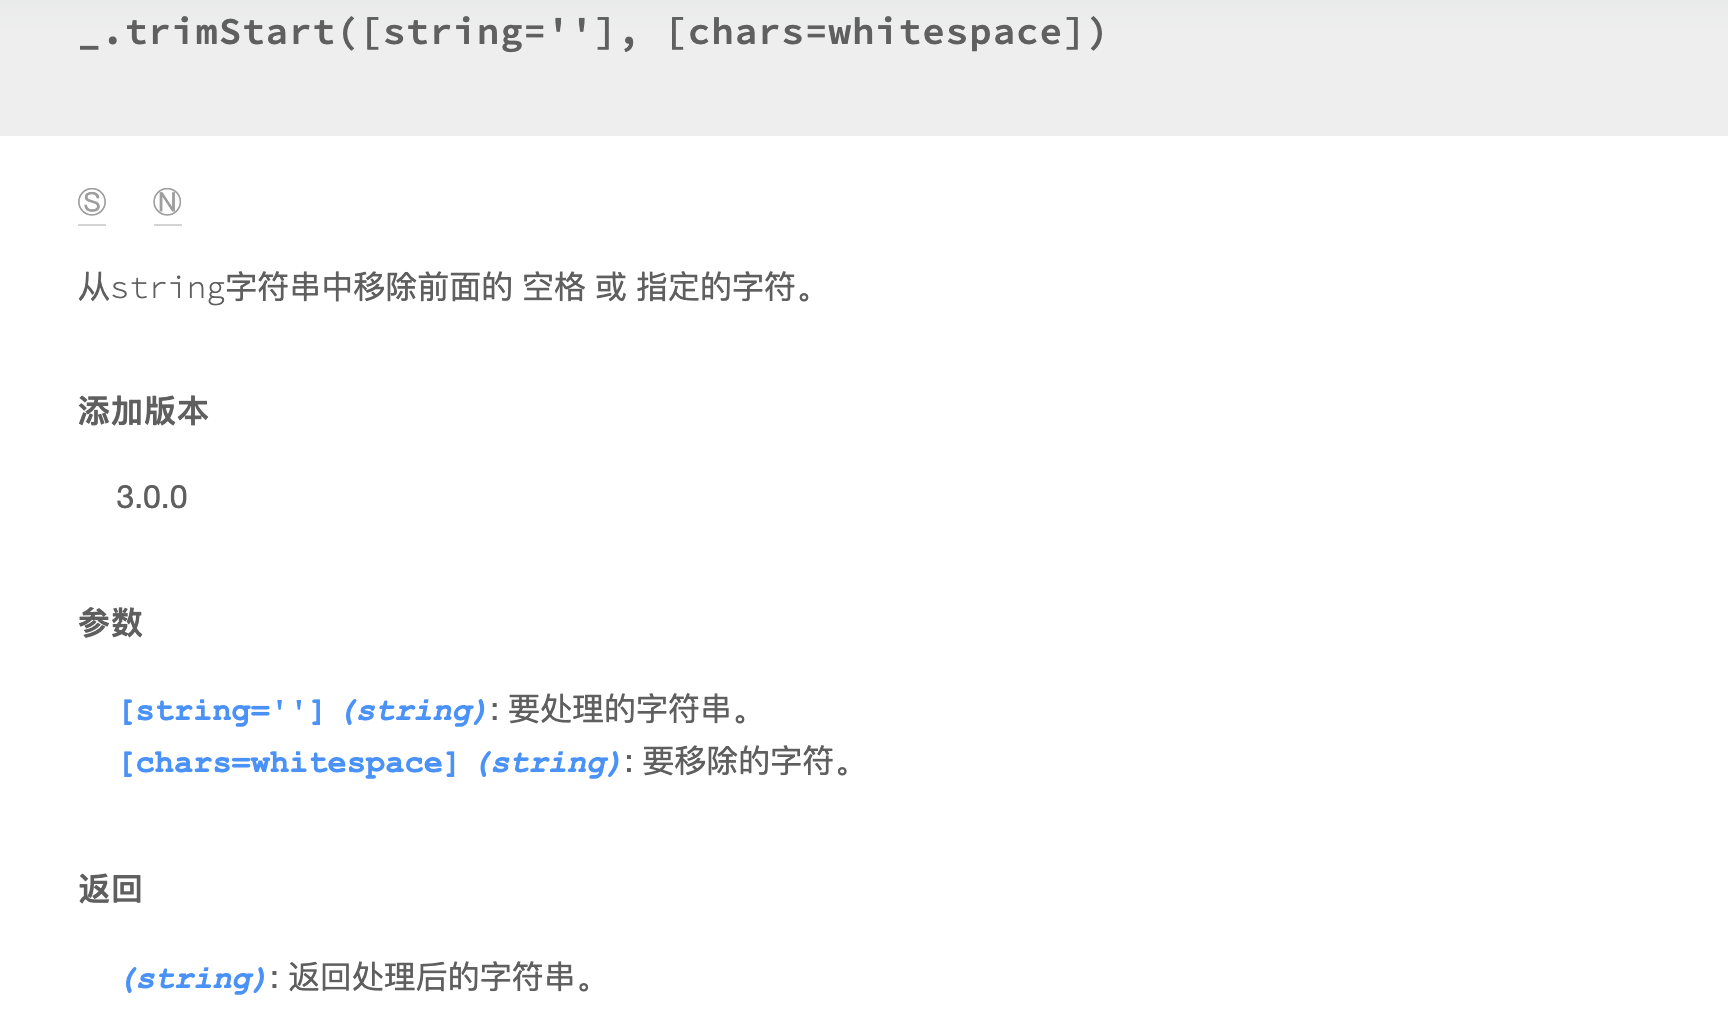 _.trimStart([string=''], [chars=whitespace])
Ⓢ Ⓝ
从string字符串中移除前面的 空格 或 指定的字符。
添加版本
3.0.0
参数
[string=''] (string): 要处理的字符串。
[chars=whitespace] (string): 要移除的字符。
返回
(string): 返回处理后的字符串。